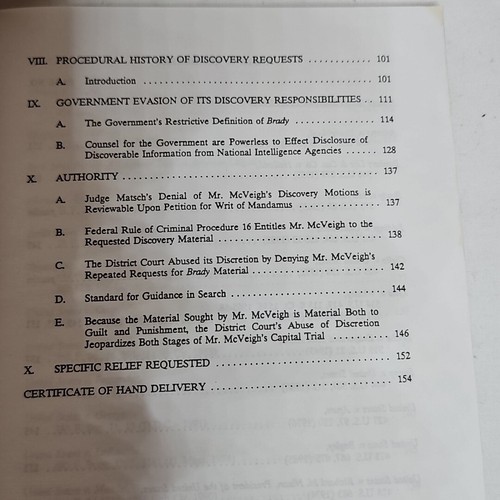 VIII. PROCEDURAL HISTORY OF DISCOVERY REQUESTS ............ 101
A. Introduction ........................................ 101
IX. GOVERNMENT EVASION OF ITS DISCOVERY RESPONSIBILITIES .. 111
A. The Government's Restrictive Definition of Brady ............. 114
B. Counsel for the Government are Powerless to Effect Disclosure of
Discoverable Information from National Intelligence Agencies ...... 128
X. AUTHORITY ............................................ 137
A. Judge Matsch's Denial of Mr. McVeigh's Discovery Motions is
Reviewable Upon Petition for Writ of Mandamus ............... 137
B. Federal Rule of Criminal Procedure 16 Entitles Mr. McVeigh to the
Requested Discovery Material .......................... 138
C. The District Court Abused its Discretion by Denying Mr. McVeigh's
Repeated Requests for Brady Material ..................... 142
D. Standard for Guidance in Search .......................... 144
E. Because the Material Sought by Mr. McVeigh is Material Both to
Guilt and Punishment, the District Court's Abuse of Discretion
Jeopardizes Both Stages of Mr. McVeigh's Capital Trial .......... 146
X. SPECIFIC RELIEF REQUESTED ............................. 152
CERTIFICATE OF HAND DELIVERY ............................. 154